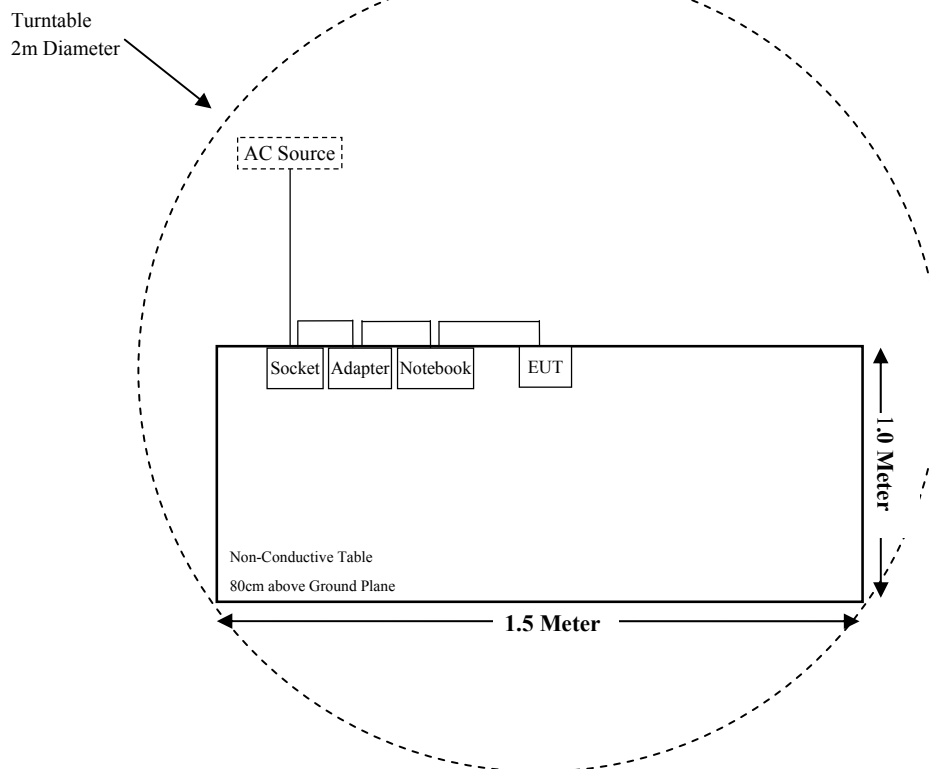 Turntable
2m Diameter
AC Source
Socket Adapter Notebook EUT
1.0 Meter
Non-Conductive Table
80cm above Ground Plane
1.5 Meter